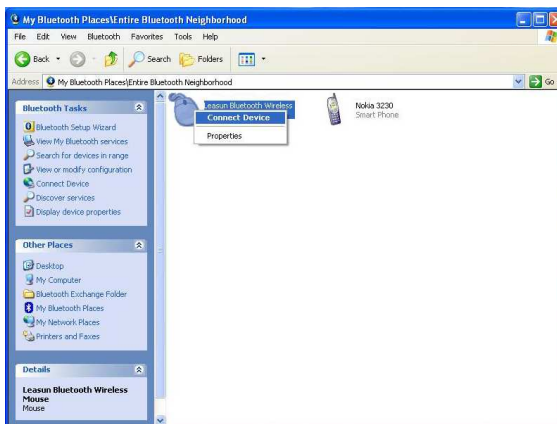 My Bluetooth Places\Entire Bluetooth Neighborhood
File Edit View Bluetooth Favorites Tools Help
Back Search Folders
Address My Bluetooth Places\Entire Bluetooth Neighborhood Go
Bluetooth Tasks
Bluetooth Setup Wizard
View My Bluetooth services
Search for devices in range
View or modify configuration
Connect Device
Discover services
Display device properties
Other Places
Desktop
My Computer
Bluetooth Exchange Folder
My Bluetooth Places
My Network Places
Printers and Faxes
Details
Leasun Bluetooth Wireless
Mouse
Mouse
Leasun Bluetooth Wireless
Connect Device
Properties
Nokia 3230
Smart Phone